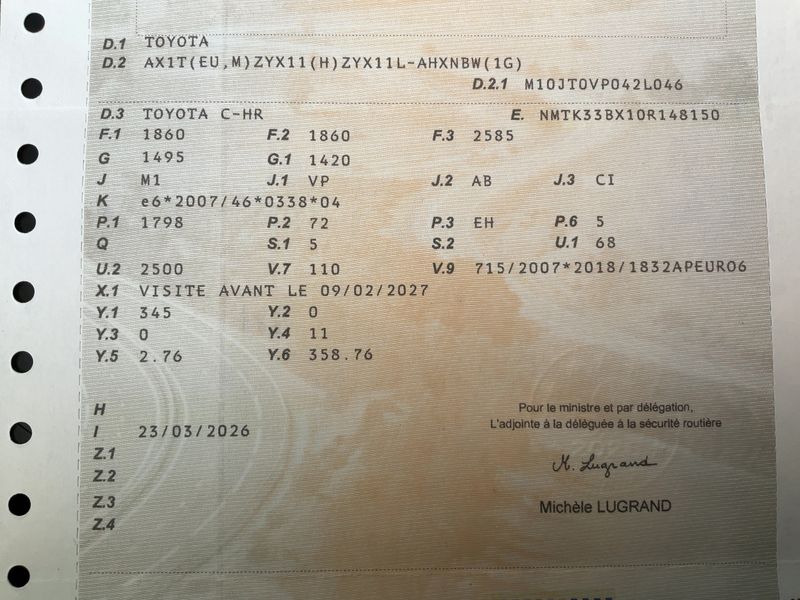 D.1 TOYOTA
D.2 AX1T(EU,M)ZYX11(H)ZYX11L-AHXNBW(1G)
D.2.1 M10JT0VP042L046
D.3 TOYOTA C-HR E. NMTK33BX10R148150
F.1 1860 F.2 1860 F.3 2585
G 1495 G.1 1420
J M1 J.1 VP J.2 AB J.3 CI
K e6*2007/46*0338*04
P.1 1798 P.2 72 P.3 EH P.6 5
Q S.1 5 S.2 U.1 68
U.2 2500 V.7 110 V.9 715/2007*2018/1832APEURO6
X.1 VISITE AVANT LE 09/02/2027
Y.1 345 Y.2 0
Y.3 0 Y.4 11
Y.5 2.76 Y.6 358.76
H
I 23/03/2026
Z.1
Z.2
Z.3
Z.4
Pour le ministre et par délégation,
L'adjointe à la déléguée à la sécurité routière
M. Lugrand
Michèle LUGRAND